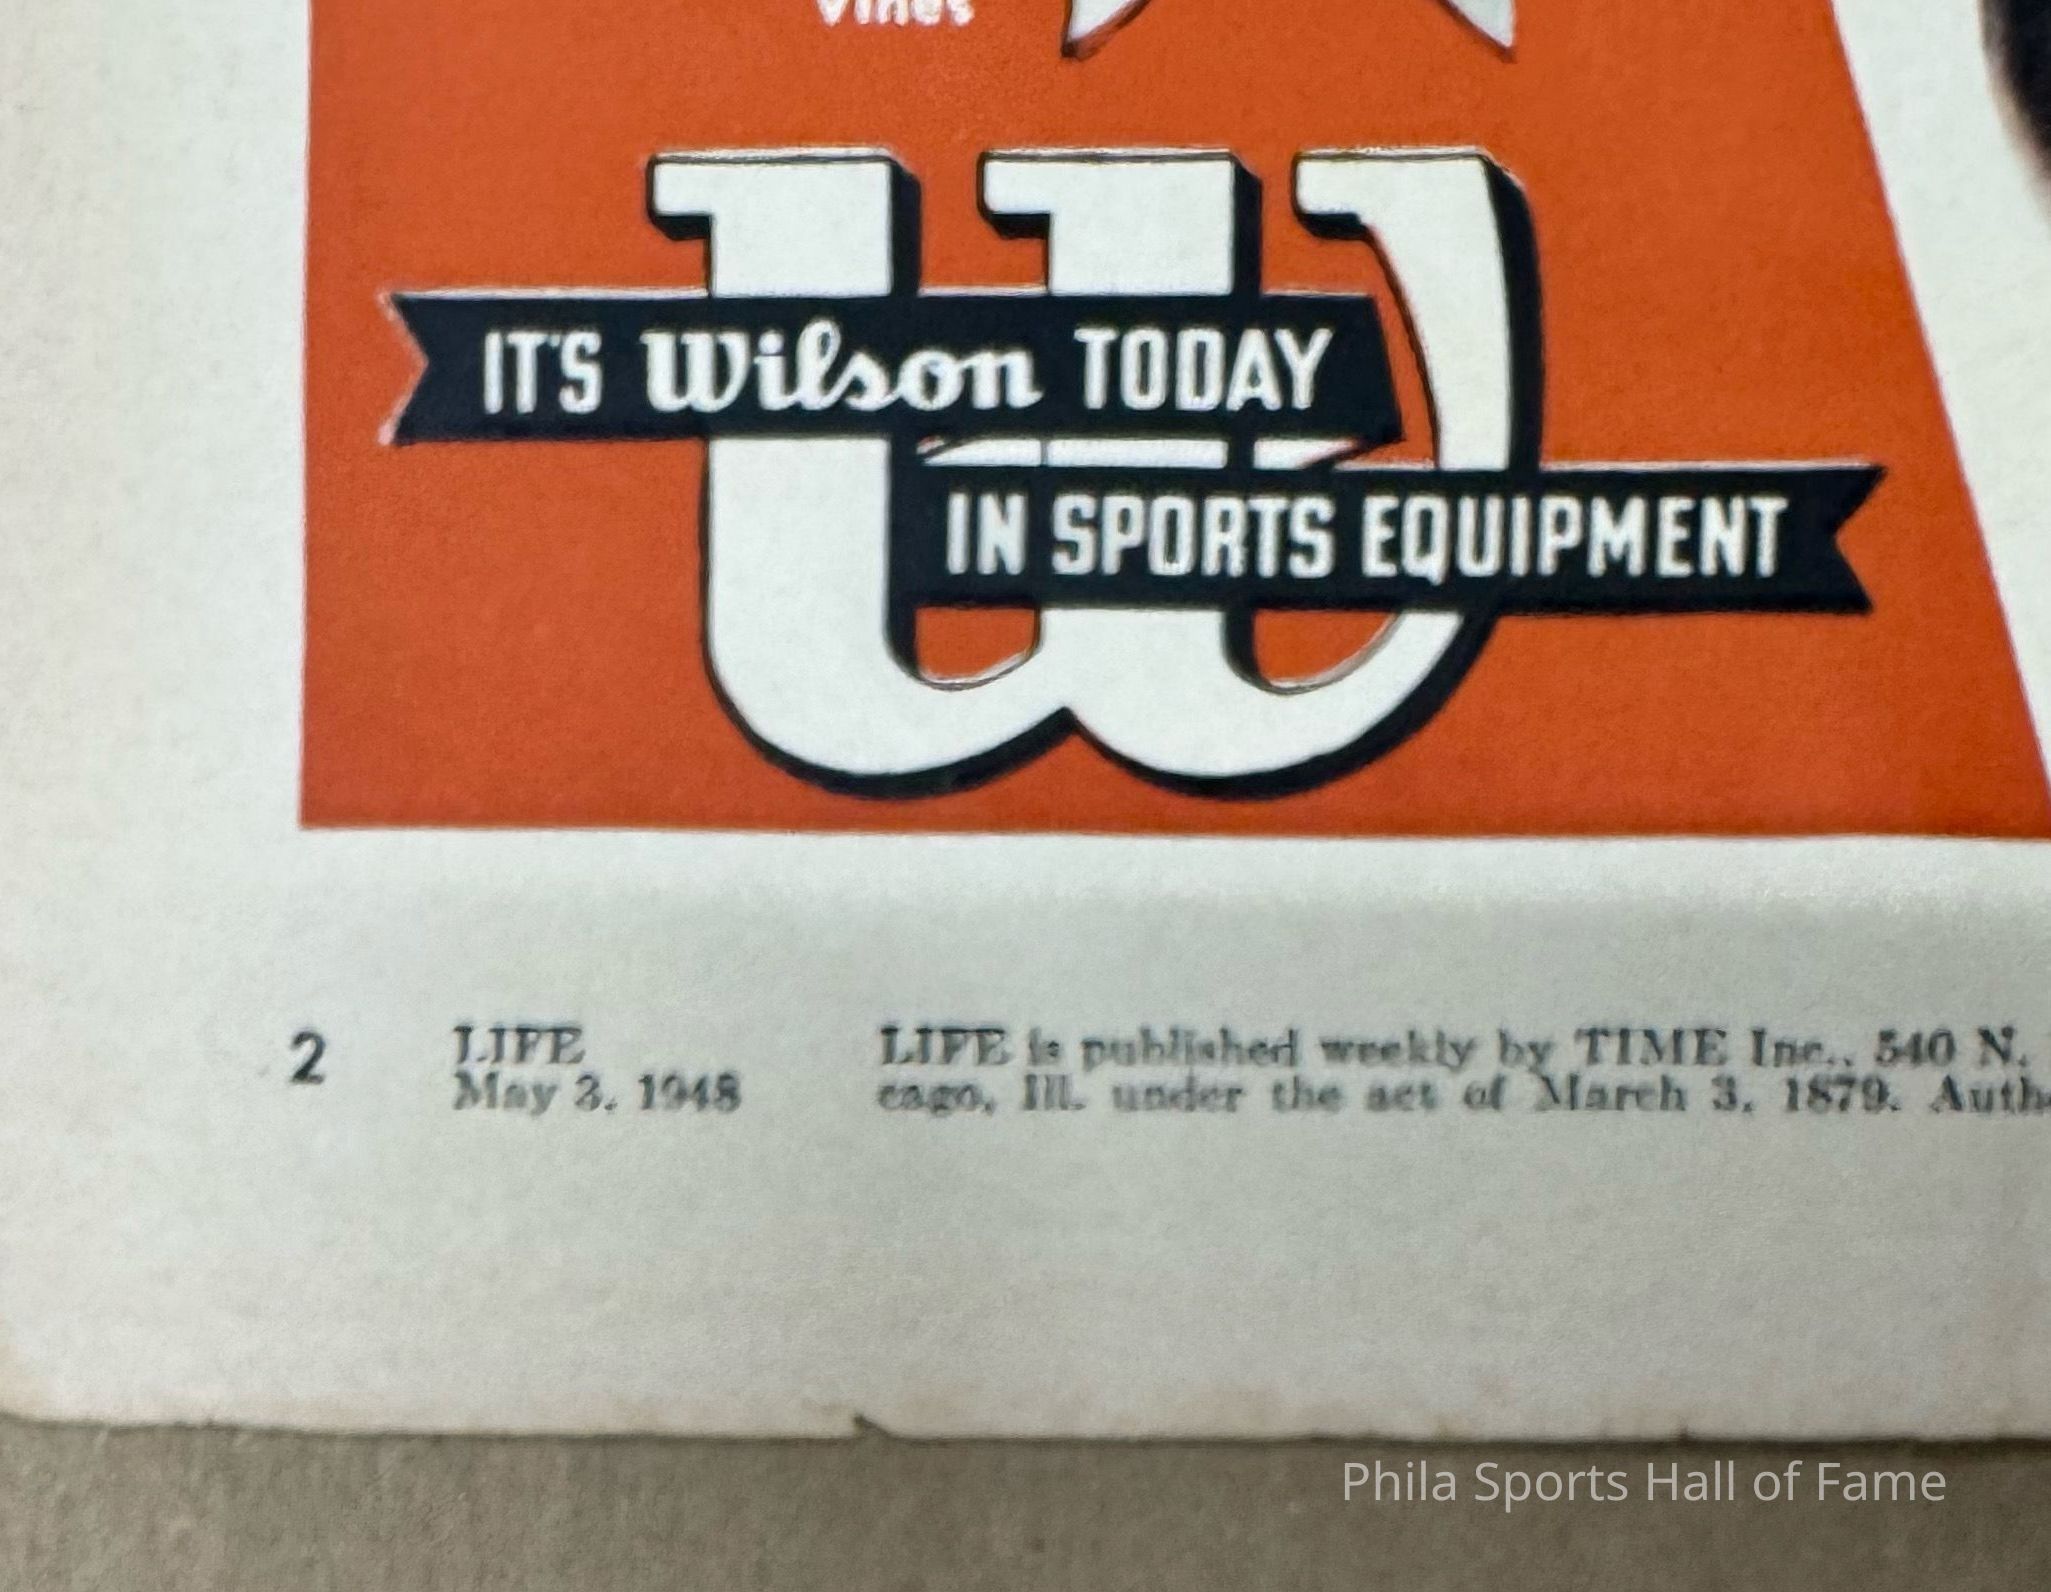 Vines
IT'S Wilson TODAY
IN SPORTS EQUIPMENT
2 LIFE
May 3, 1948
LIFE is published weekly by TIME Inc., 540 N.
cago, Ill. under the act of March 3, 1879. Autho
Phila Sports Hall of Fame